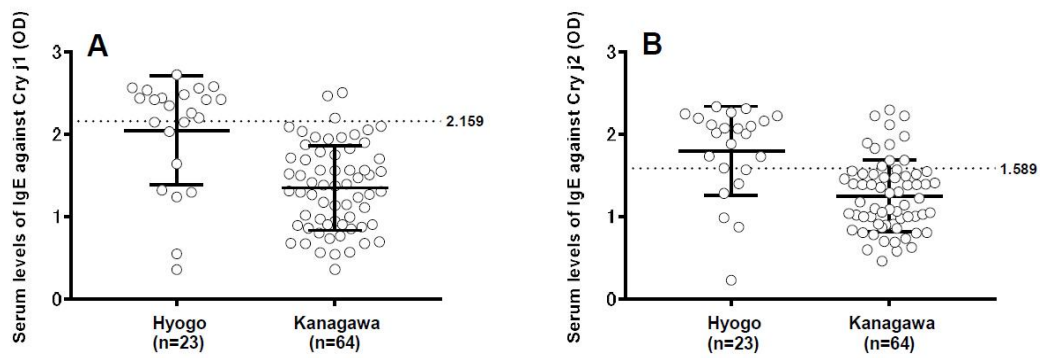 A
Serum levels of IgE against Cry j1 (OD)
3
2
1
0
2.159
Hyogo
(n=23)
Kanagawa
(n=64)
B
Serum levels of IgE against Cry j2 (OD)
3
2
1
0
1.589
Hyogo
(n=23)
Kanagawa
(n=64)